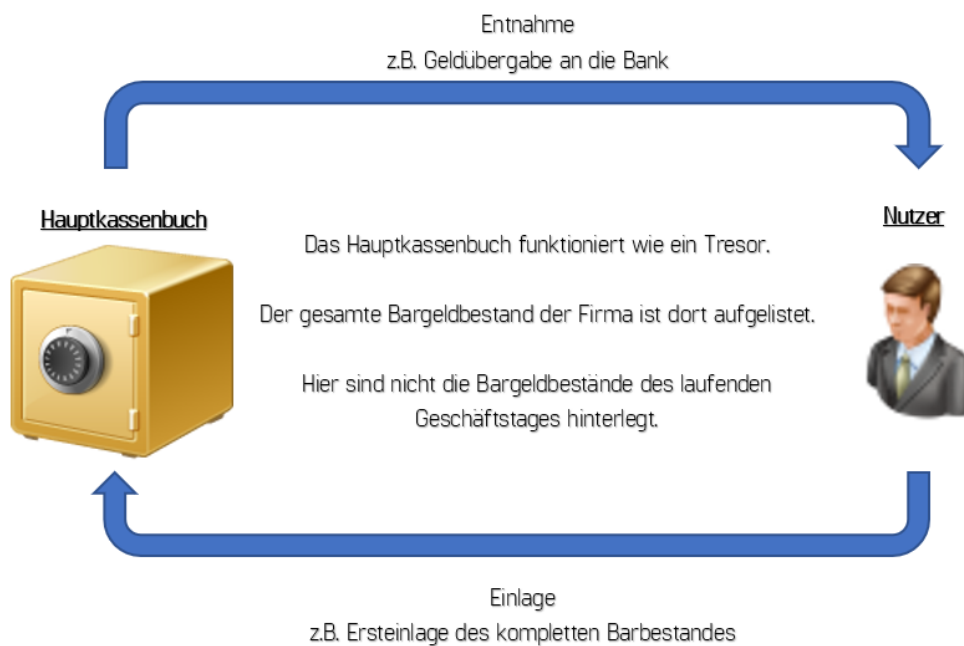 Entnahme
z.B. Geldübergabe an die Bank
Hauptkassenbuch
Nutzer
Das Hauptkassenbuch funktioniert wie ein Tresor.
Der gesamte Bargeldbestand der Firma ist dort aufgelistet.
Hier sind nicht die Bargeldbestände des laufenden
Geschäftstages hinterlegt.
Einlage
z.B. Ersteinlage des kompletten Barbestandes